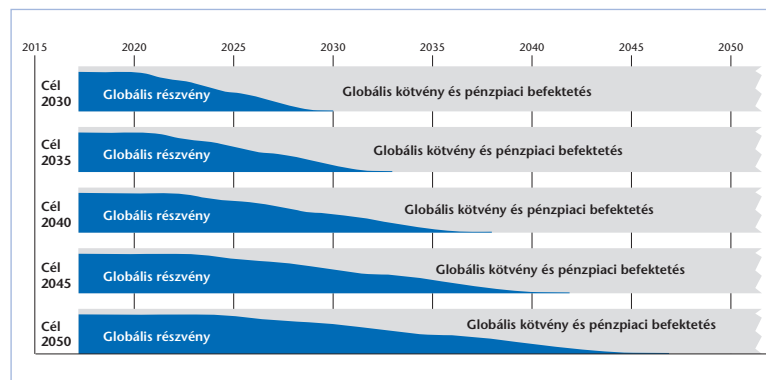 2015 2020 2025 2030 2035 2040 2045 2050
Cél
2030
Globális részvény
Globális kötvény és pénzpiaci befektetés
Cél
2035
Globális részvény
Globális kötvény és pénzpiaci befektetés
Cél
2040
Globális részvény
Globális kötvény és pénzpiaci befektetés
Cél
2045
Globális részvény
Globális kötvény és pénzpiaci befektetés
Cél
2050
Globális részvény
Globális kötvény és pénzpiaci befektetés